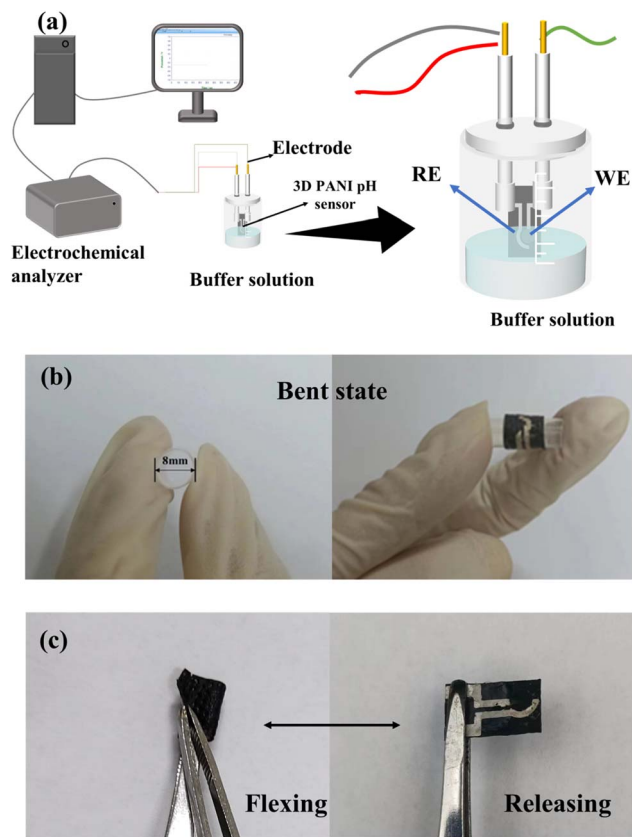 (a)
Electrode
3D PANI pH
sensor
Electrochemical
analyzer
Buffer solution
RE
WE
Buffer solution
(b)
Bent state
8mm
(c)
Flexing
Releasing